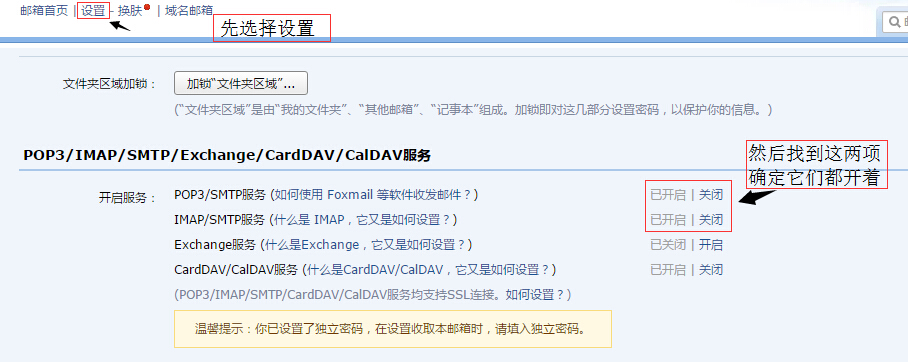 邮箱首页 | 设置 - 换肤 | 域名邮箱
先选择设置
文件夹区域加锁： 加锁“文件夹区域”...
(“文件夹区域”是由“我的文件夹”、“其他邮箱”、“记事本”组成。加锁即对这几部分设置密码，以保护你的信息。)
POP3/IMAP/SMTP/Exchange/CardDAV/CalDAV服务
然后找到这两项
确定它们都开着
开启服务： POP3/SMTP服务 (如何使用 Foxmail 等软件收发邮件？) 已开启 | 关闭
IMAP/SMTP服务 (什么是 IMAP，它又是如何设置？) 已开启 | 关闭
Exchange服务 (什么是Exchange，它又是如何设置？) 已关闭 | 开启
CardDAV/CalDAV服务 (什么是CardDAV/CalDAV，它又是如何设置？) 已开启 | 关闭
(POP3/IMAP/SMTP/CardDAV/CalDAV服务均支持SSL连接。如何设置？)
温馨提示：你已设置了独立密码，在设置收取本邮箱时，请填入独立密码。